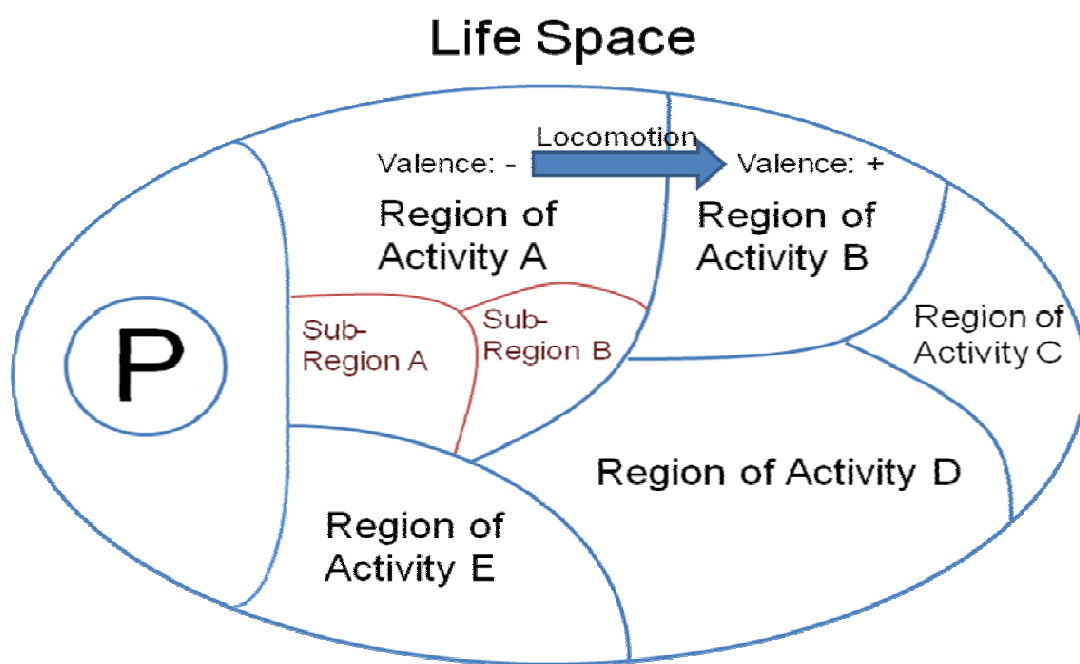 Life Space
Locomotion
Valence: -
Valence: +
Region of
Activity A
Region of
Activity B
Sub-
Region A
Sub-
Region B
Region of
Activity C
P
Region of Activity D
Region of
Activity E